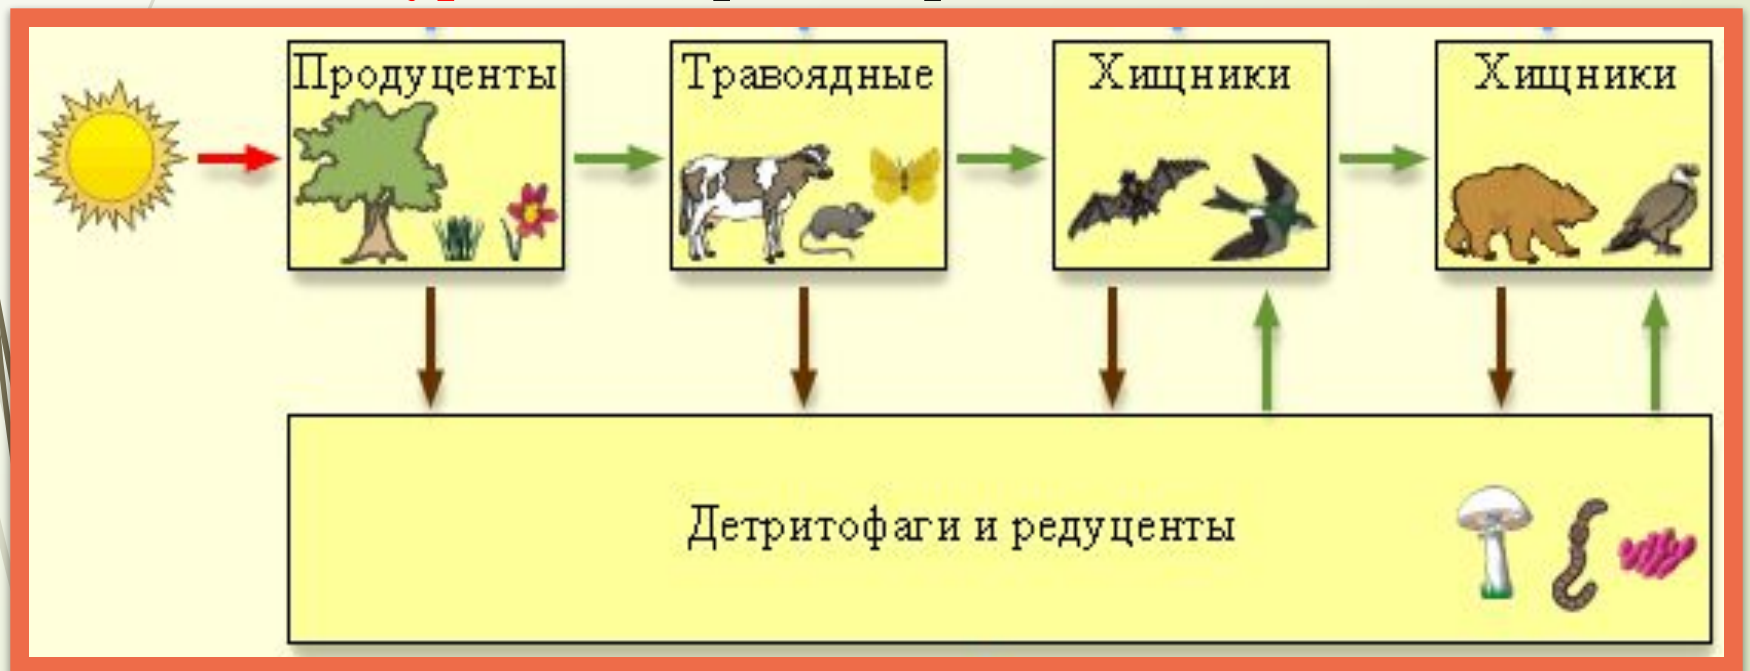 Продуценты
Травоядные
Хищники
Хищники
Детритофаги и редуценты